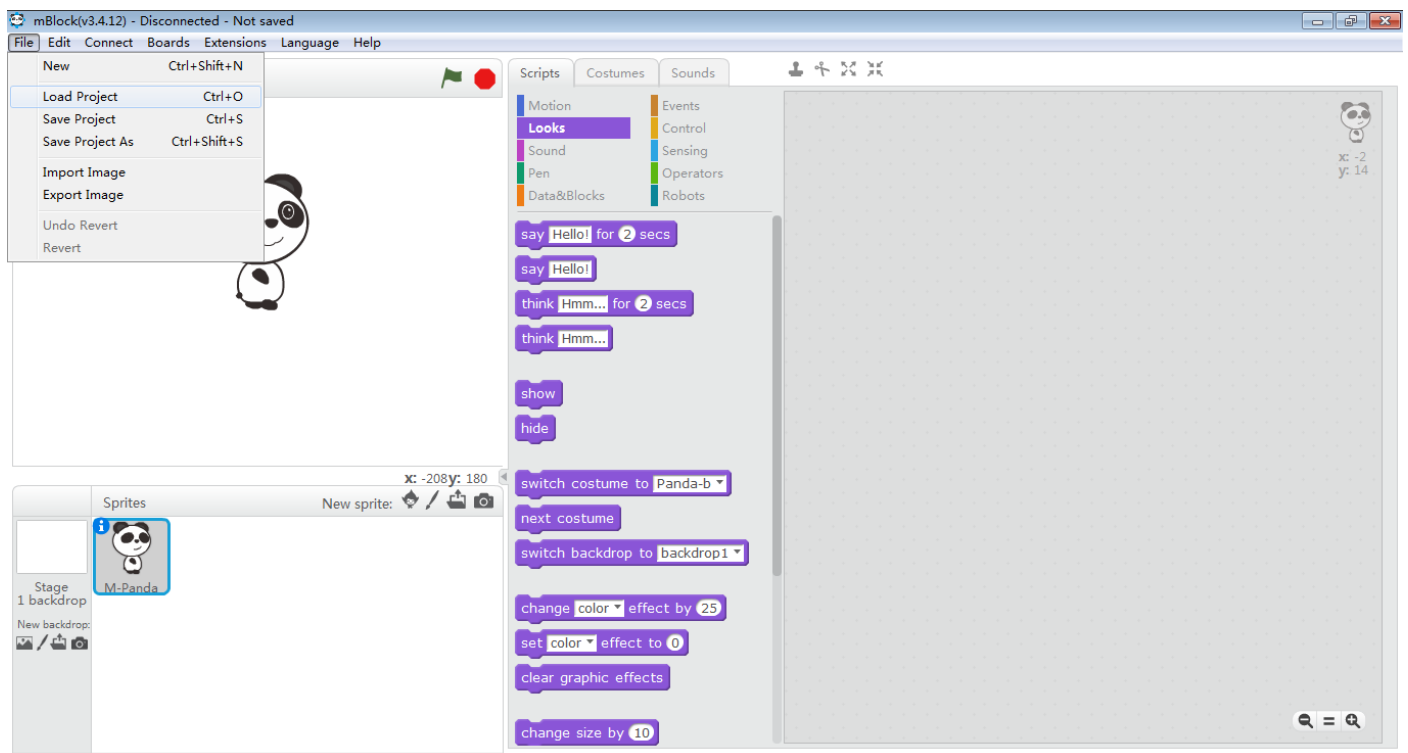 mBlock(v3.4.12) - Disconnected - Not saved
File Edit Connect Boards Extensions Language Help
New Ctrl+Shift+N
Load Project Ctrl+O
Save Project Ctrl+S
Save Project As Ctrl+Shift+S
Import Image
Export Image
Undo Revert
Revert
x: -208 y: 180
Sprites New sprite:
M-Panda
Stage
1 backdrop
New backdrop:
Scripts Costumes Sounds
Motion Events
Looks Control
Sound Sensing
Pen Operators
Data&Blocks Robots
say Hello! for 2 secs
say Hello!
think Hmm... for 2 secs
think Hmm...
show
hide
switch costume to Panda-b
next costume
switch backdrop to backdrop1
change color effect by 25
set color effect to 0
clear graphic effects
change size by 10
x: -2
y: 14